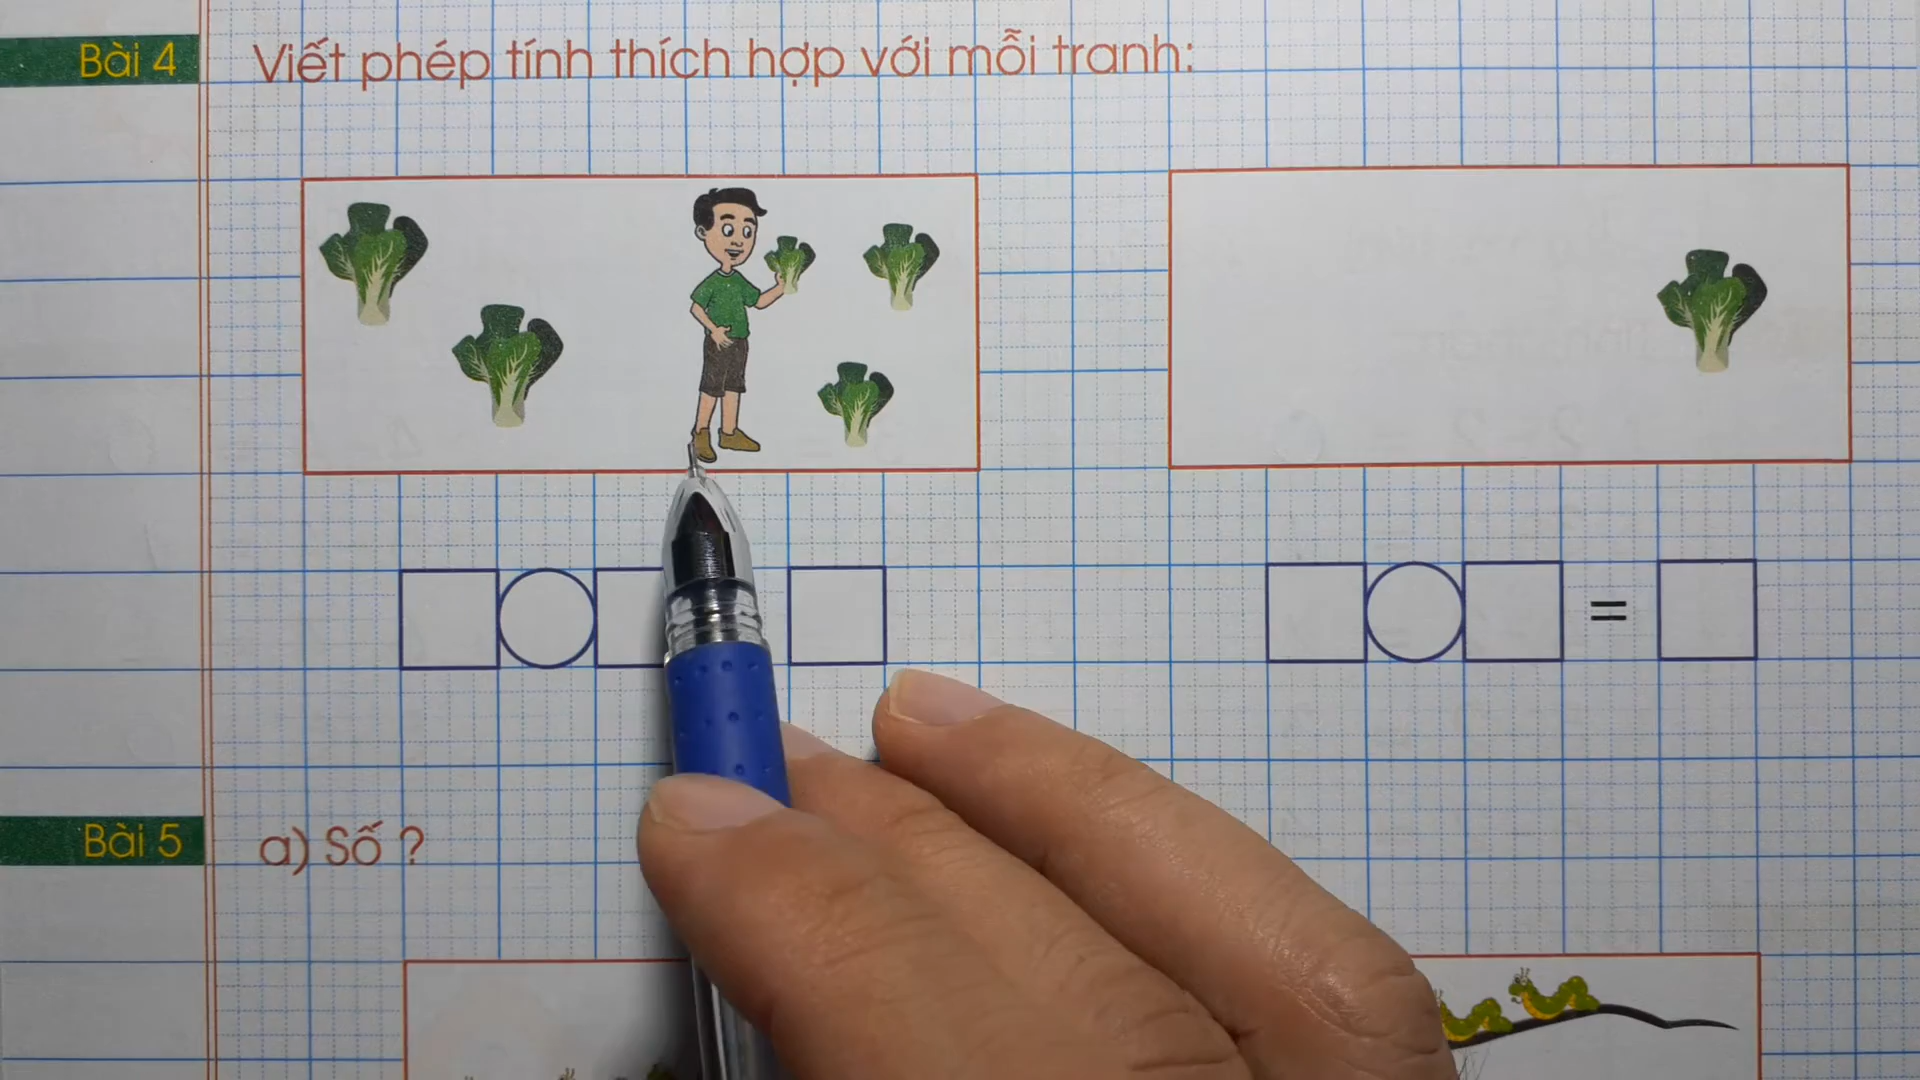 Bài 4
Viết phép tính thích hợp với mỗi tranh:
=
Bài 5
a) Số ?